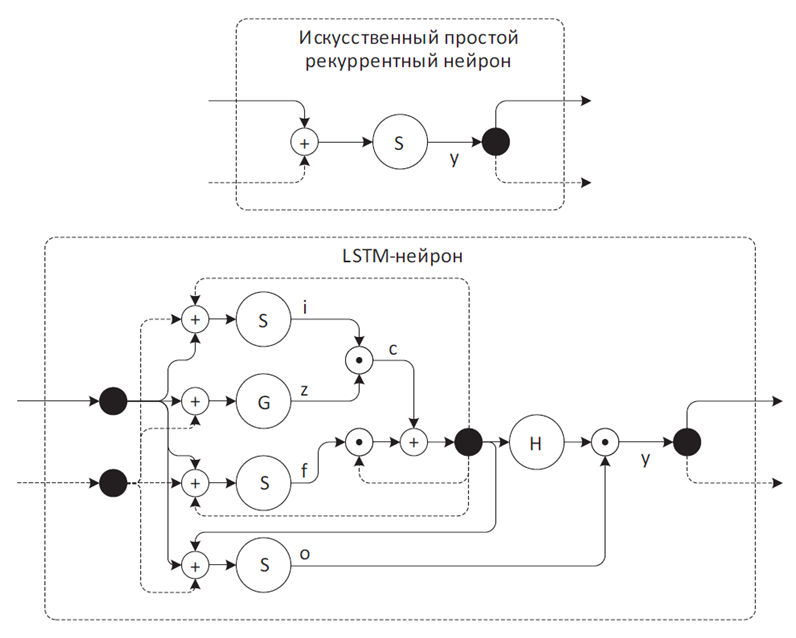 Искусственный простой
рекуррентный нейрон
+
S
y
LSTM-нейрон
+
S
i
c
+
G
z
+
S
f
+
H
y
+
S
o